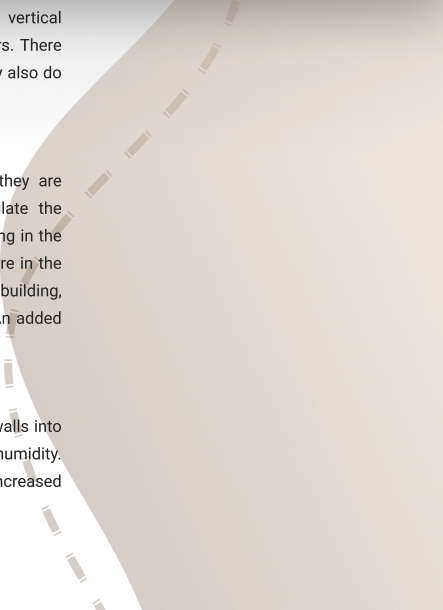 vertical
rs. There
y also do
they are
late the
ng in the
re in the
building,
An added
walls into
humidity.
ncreased